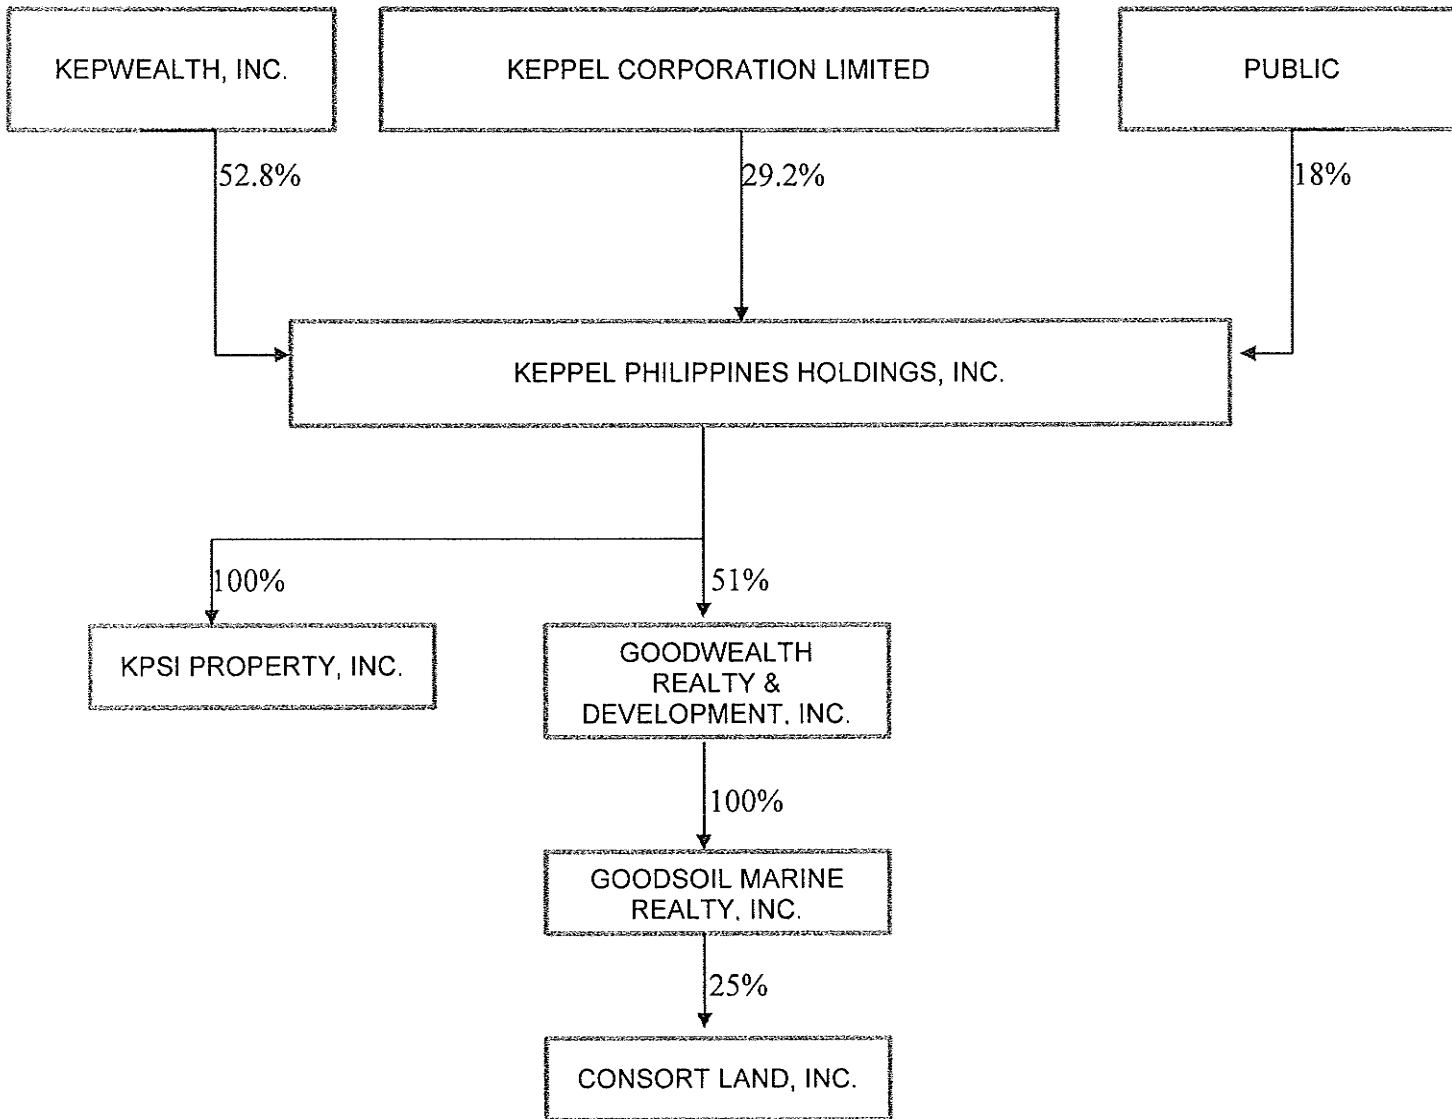 KEPWEALTH, INC.
KEPPEL CORPORATION LIMITED
PUBLIC
52.8%
29.2%
18%
KEPPEL PHILIPPINES HOLDINGS, INC.
100%
51%
KPSI PROPERTY, INC.
GOODWEALTH
REALTY &
DEVELOPMENT, INC.
100%
GOODSOIL MARINE
REALTY, INC.
25%
CONSORT LAND, INC.